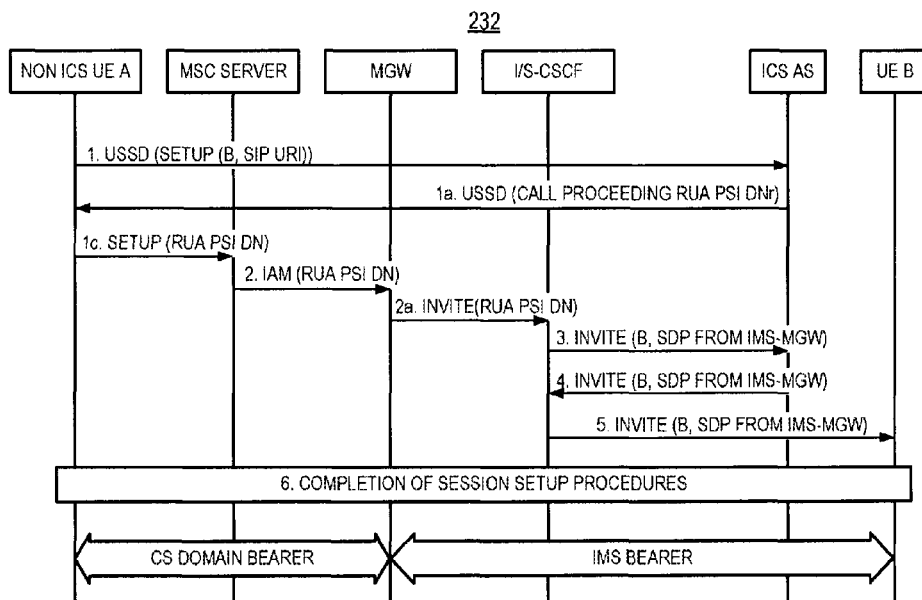 232
NON ICS UE A
MSC SERVER
MGW
I/S-CSCF
ICS AS
UE B
1. USSD (SETUP (B, SIP URI))
1a. USSD (CALL PROCEEDING RUA PSI DNr)
1c. SETUP (RUA PSI DN)
2. IAM (RUA PSI DN)
2a. INVITE(RUA PSI DN)
3. INVITE (B, SDP FROM IMS-MGW)
4. INVITE (B, SDP FROM IMS-MGW)
5. INVITE (B, SDP FROM IMS-MGW)
6. COMPLETION OF SESSION SETUP PROCEDURES
CS DOMAIN BEARER
IMS BEARER